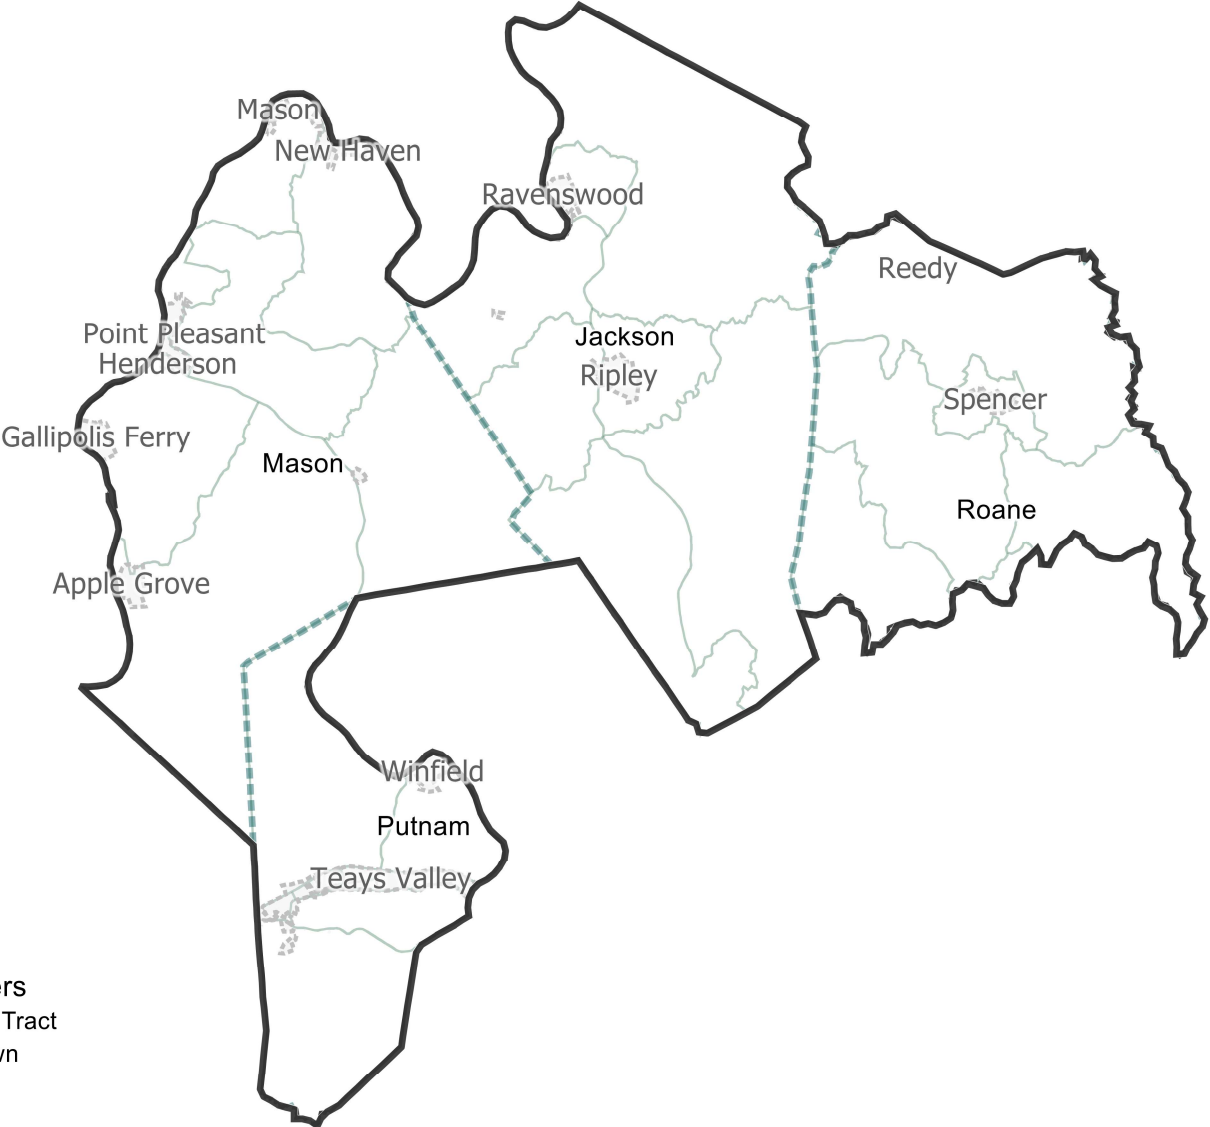 Mason
New Haven
Ravenswood
Reedy
Point Pleasant
Henderson
Jackson
Ripley
Spencer
Gallipolis Ferry
Mason
Roane
Apple Grove
Winfield
Putnam
Teays Valley
ers
Tract
wn